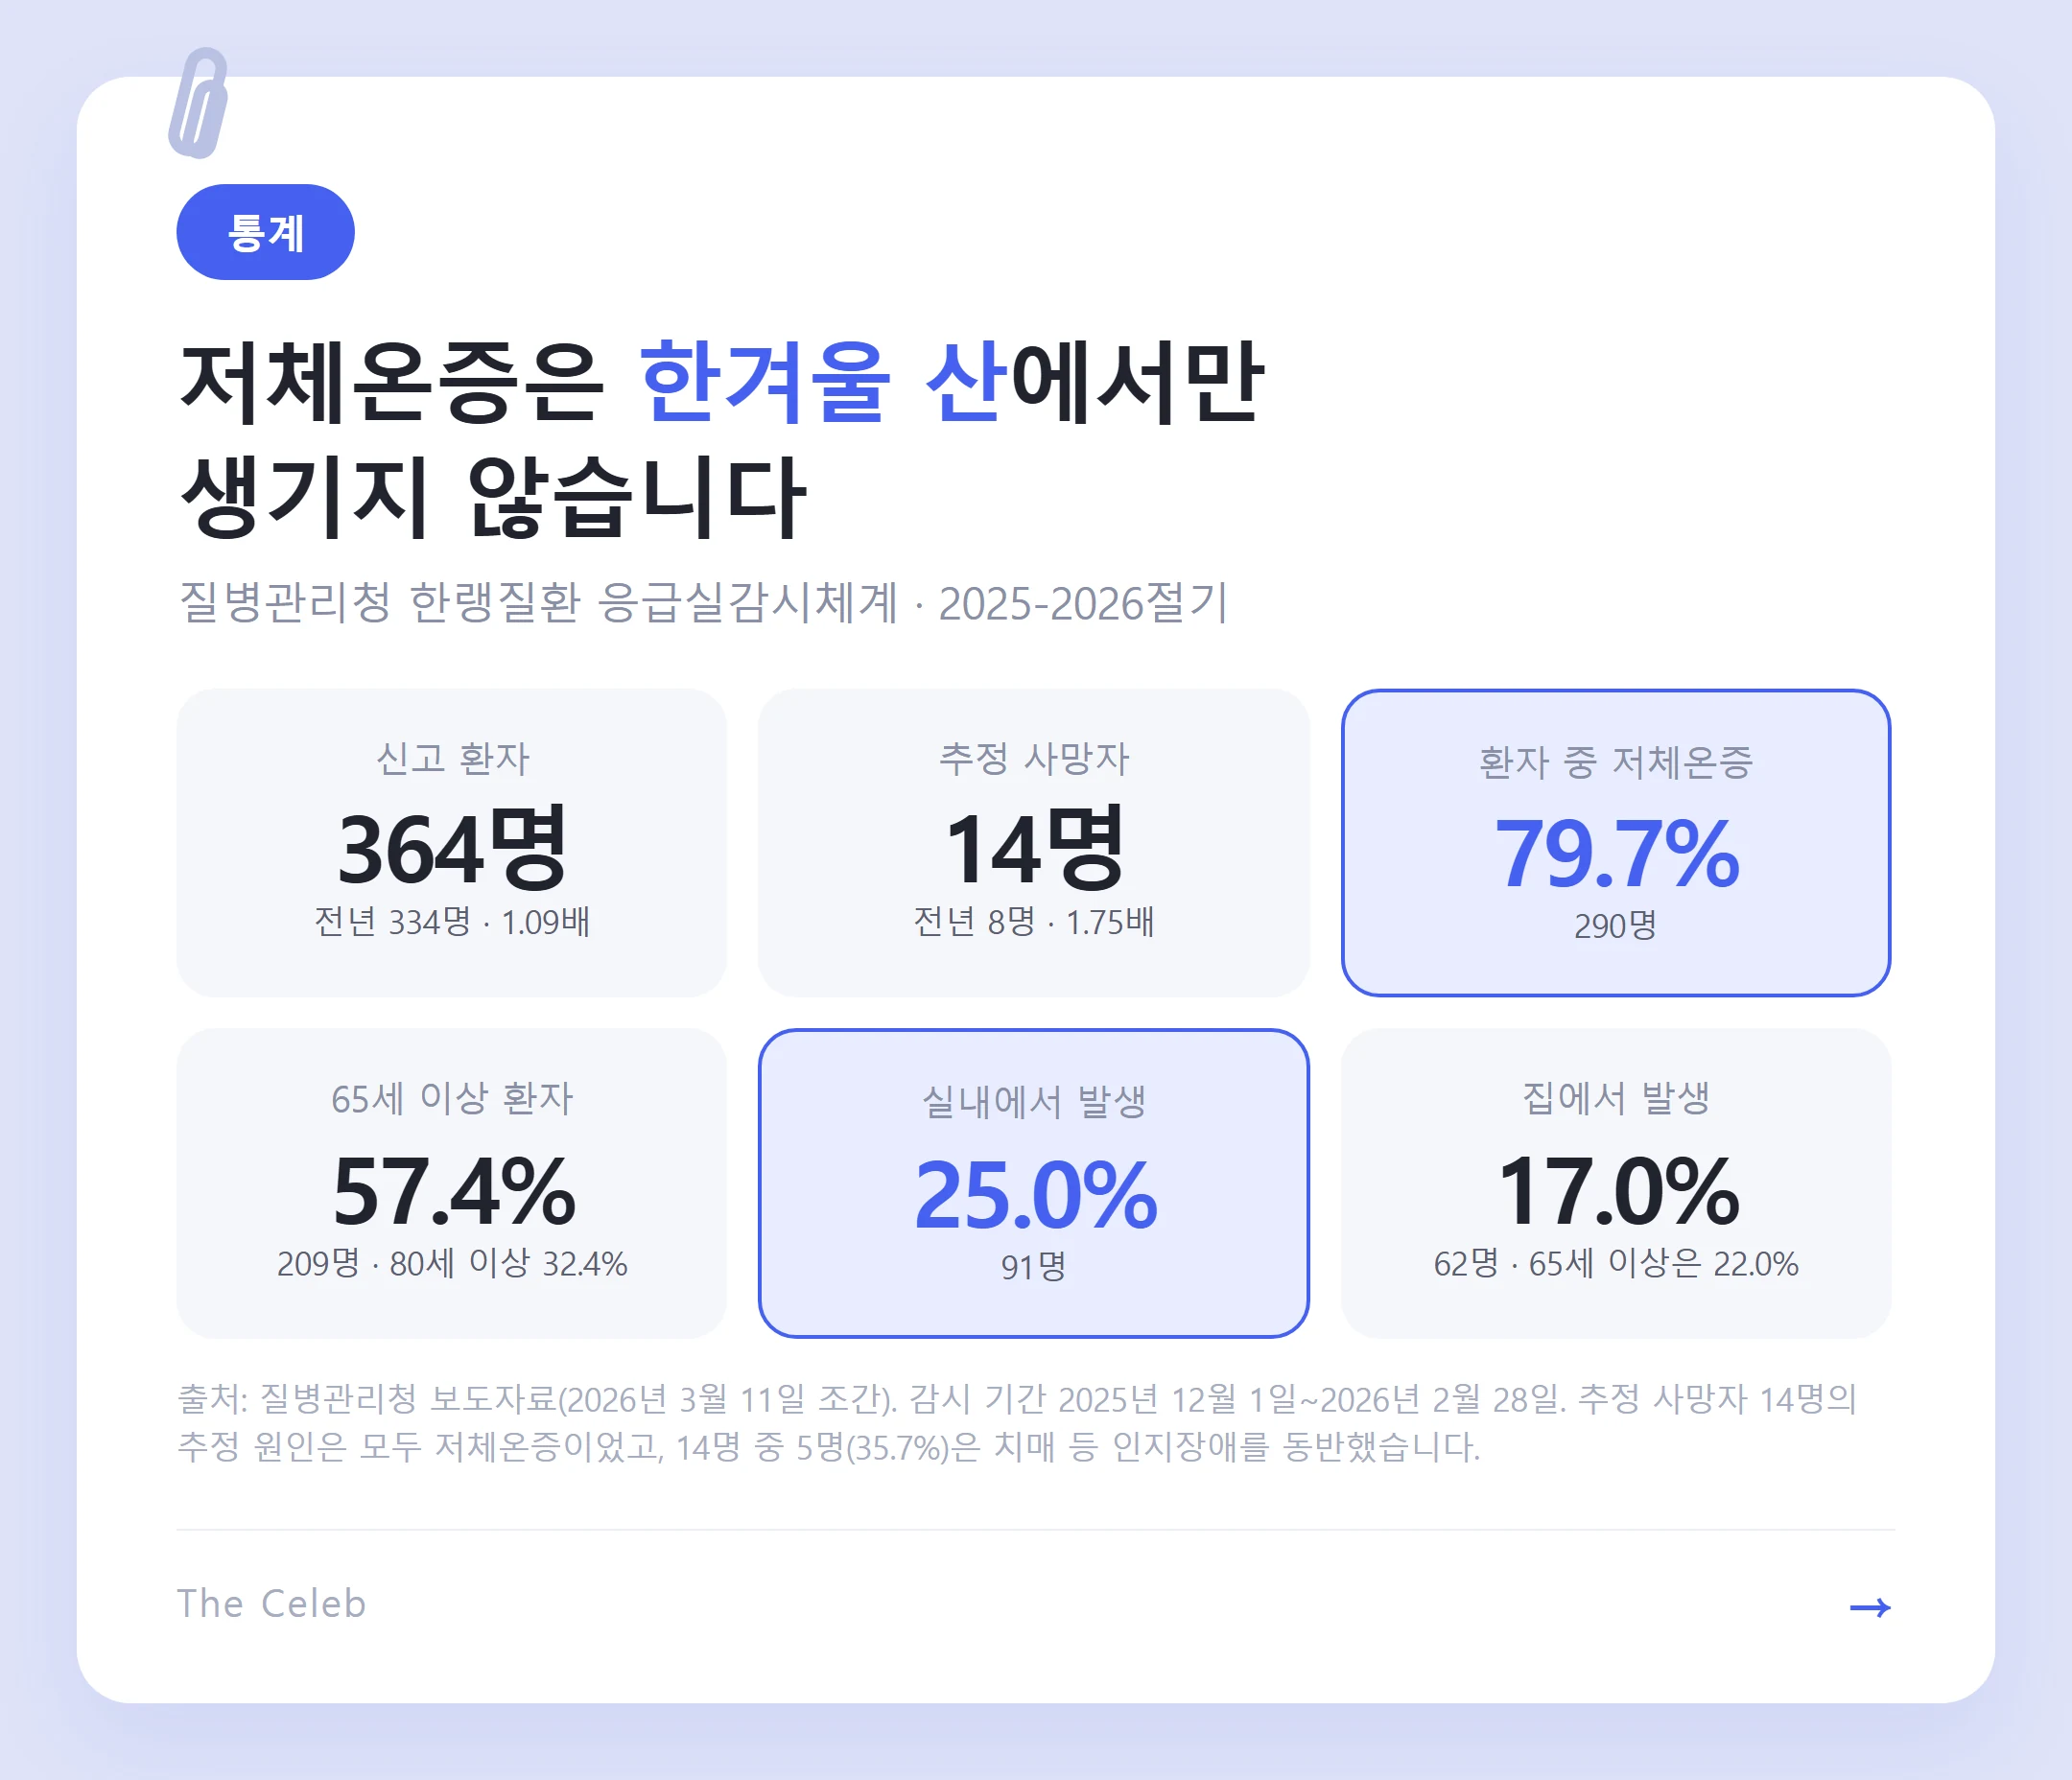 통계
저체온증은 한겨울 산에서만
생기지 않습니다
질병관리청 한랭질환 응급실감시체계 · 2025-2026절기
신고 환자
364명
전년 334명 · 1.09배
추정 사망자
14명
전년 8명 · 1.75배
환자 중 저체온증
79.7%
290명
65세 이상 환자
57.4%
209명 · 80세 이상 32.4%
실내에서 발생
25.0%
91명
집에서 발생
17.0%
62명 · 65세 이상은 22.0%
출처: 질병관리청 보도자료(2026년 3월 11일 조간). 감시 기간 2025년 12월 1일~2026년 2월 28일. 추정 사망자 14명의
추정 원인은 모두 저체온증이었고, 14명 중 5명(35.7%)은 치매 등 인지장애를 동반했습니다.
The Celeb
→